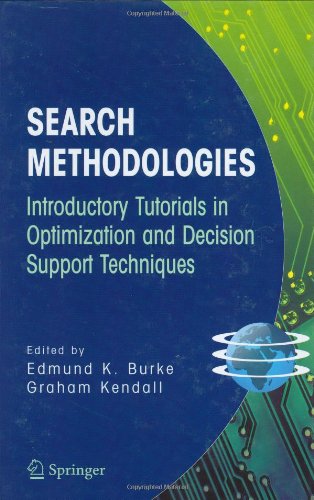 SEARCH
METHODOLOGIES
Introductory Tutorials in
Optimization and Decision
Support Techniques
Edited by
Edmund K. Burke
Graham Kendall
Springer